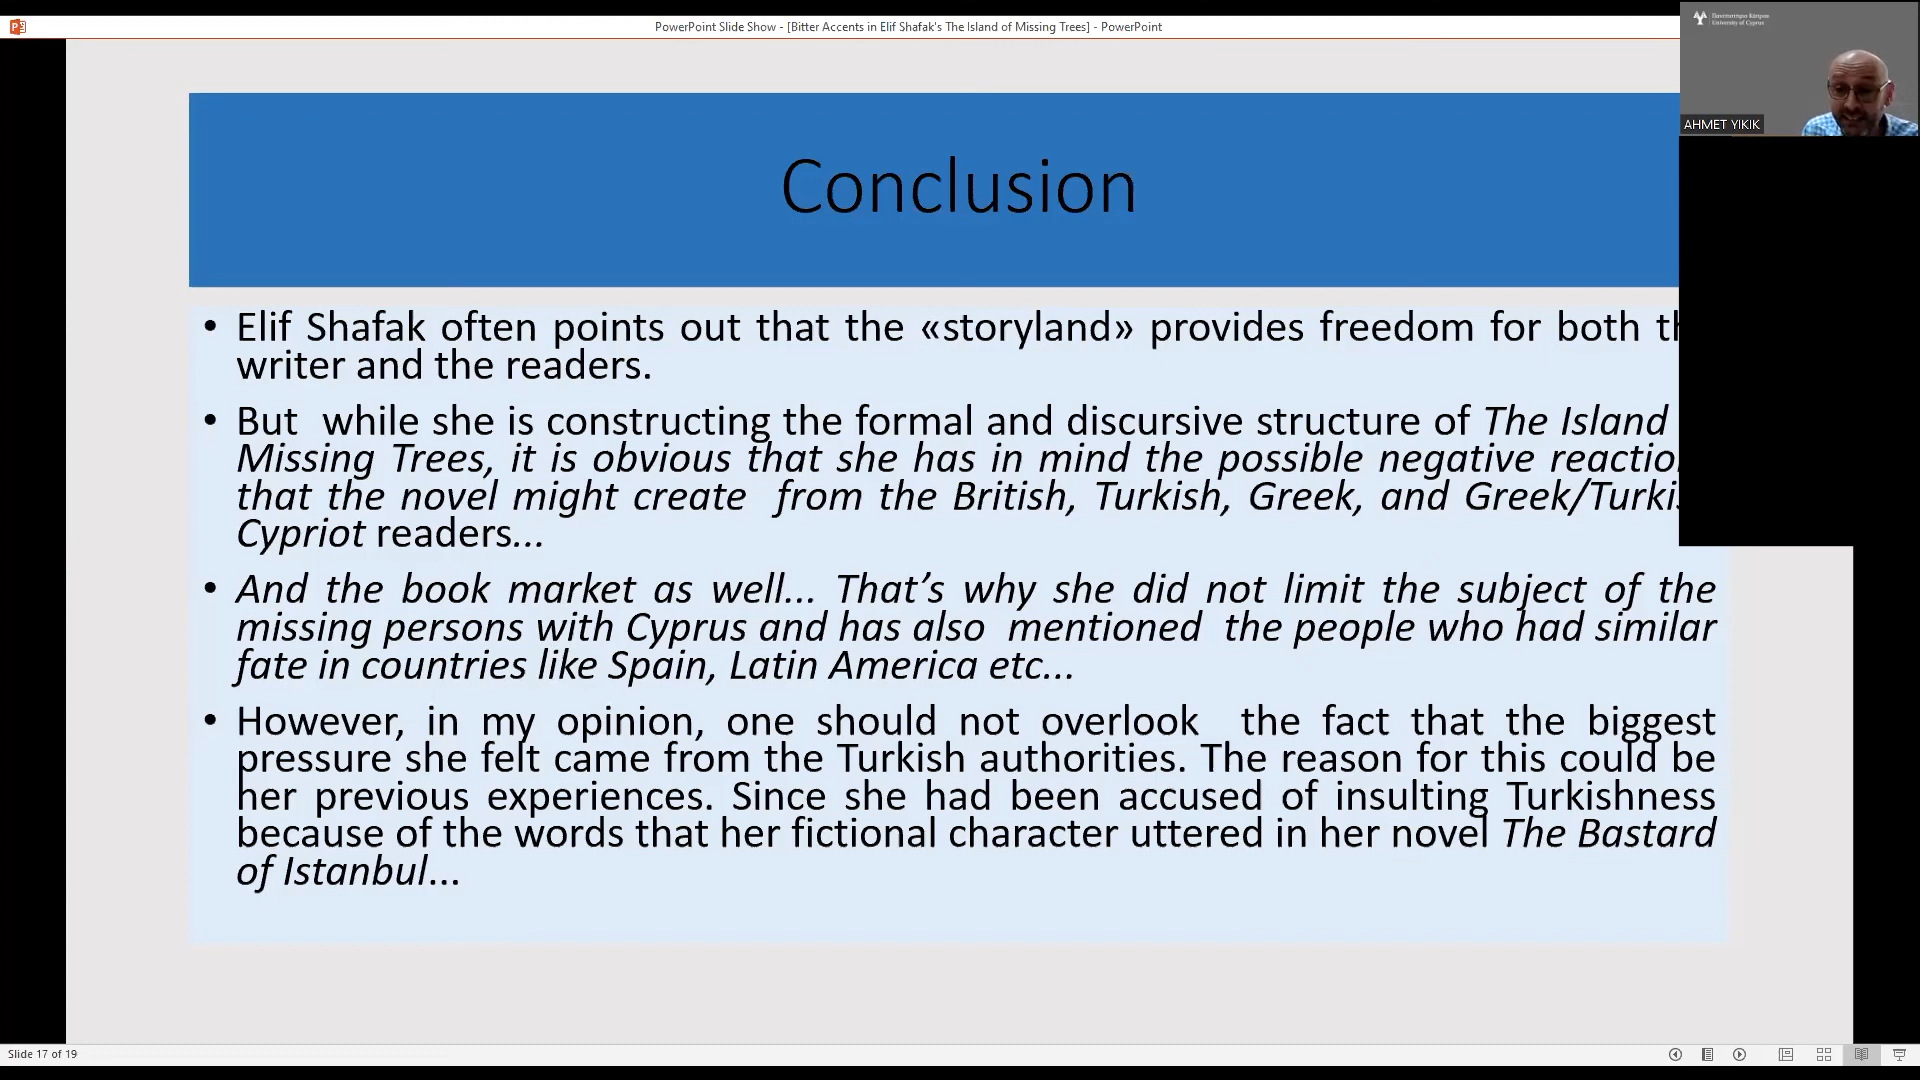 PowerPoint Slide Show - [Bitter Accents in Elif Shafak's The Island of Missing Trees] - PowerPoint
Πανεπιστήμιο Κύπρου
University of Cyprus
AHMET YIKIK
Conclusion
• Elif Shafak often points out that the «storyland» provides freedom for both
writer and the readers.
• But while she is constructing the formal and discursive structure of The Island
Missing Trees, it is obvious that she has in mind the possible negative
that the novel might create from the British, Turkish, Greek, and
Cypriot readers...
• And the book market as well... That’s why she did not limit the subject of the
missing persons with Cyprus and has also mentioned the people who had similar
fate in countries like Spain, Latin America etc...
• However, in my opinion, one should not overlook the fact that the biggest
pressure she felt came from the Turkish authorities. The reason for this could be
her previous experiences. Since she had been accused of insulting Turkishness
because of the words that her fictional character uttered in her novel The Bastard
of Istanbul...
Slide 17 of 19